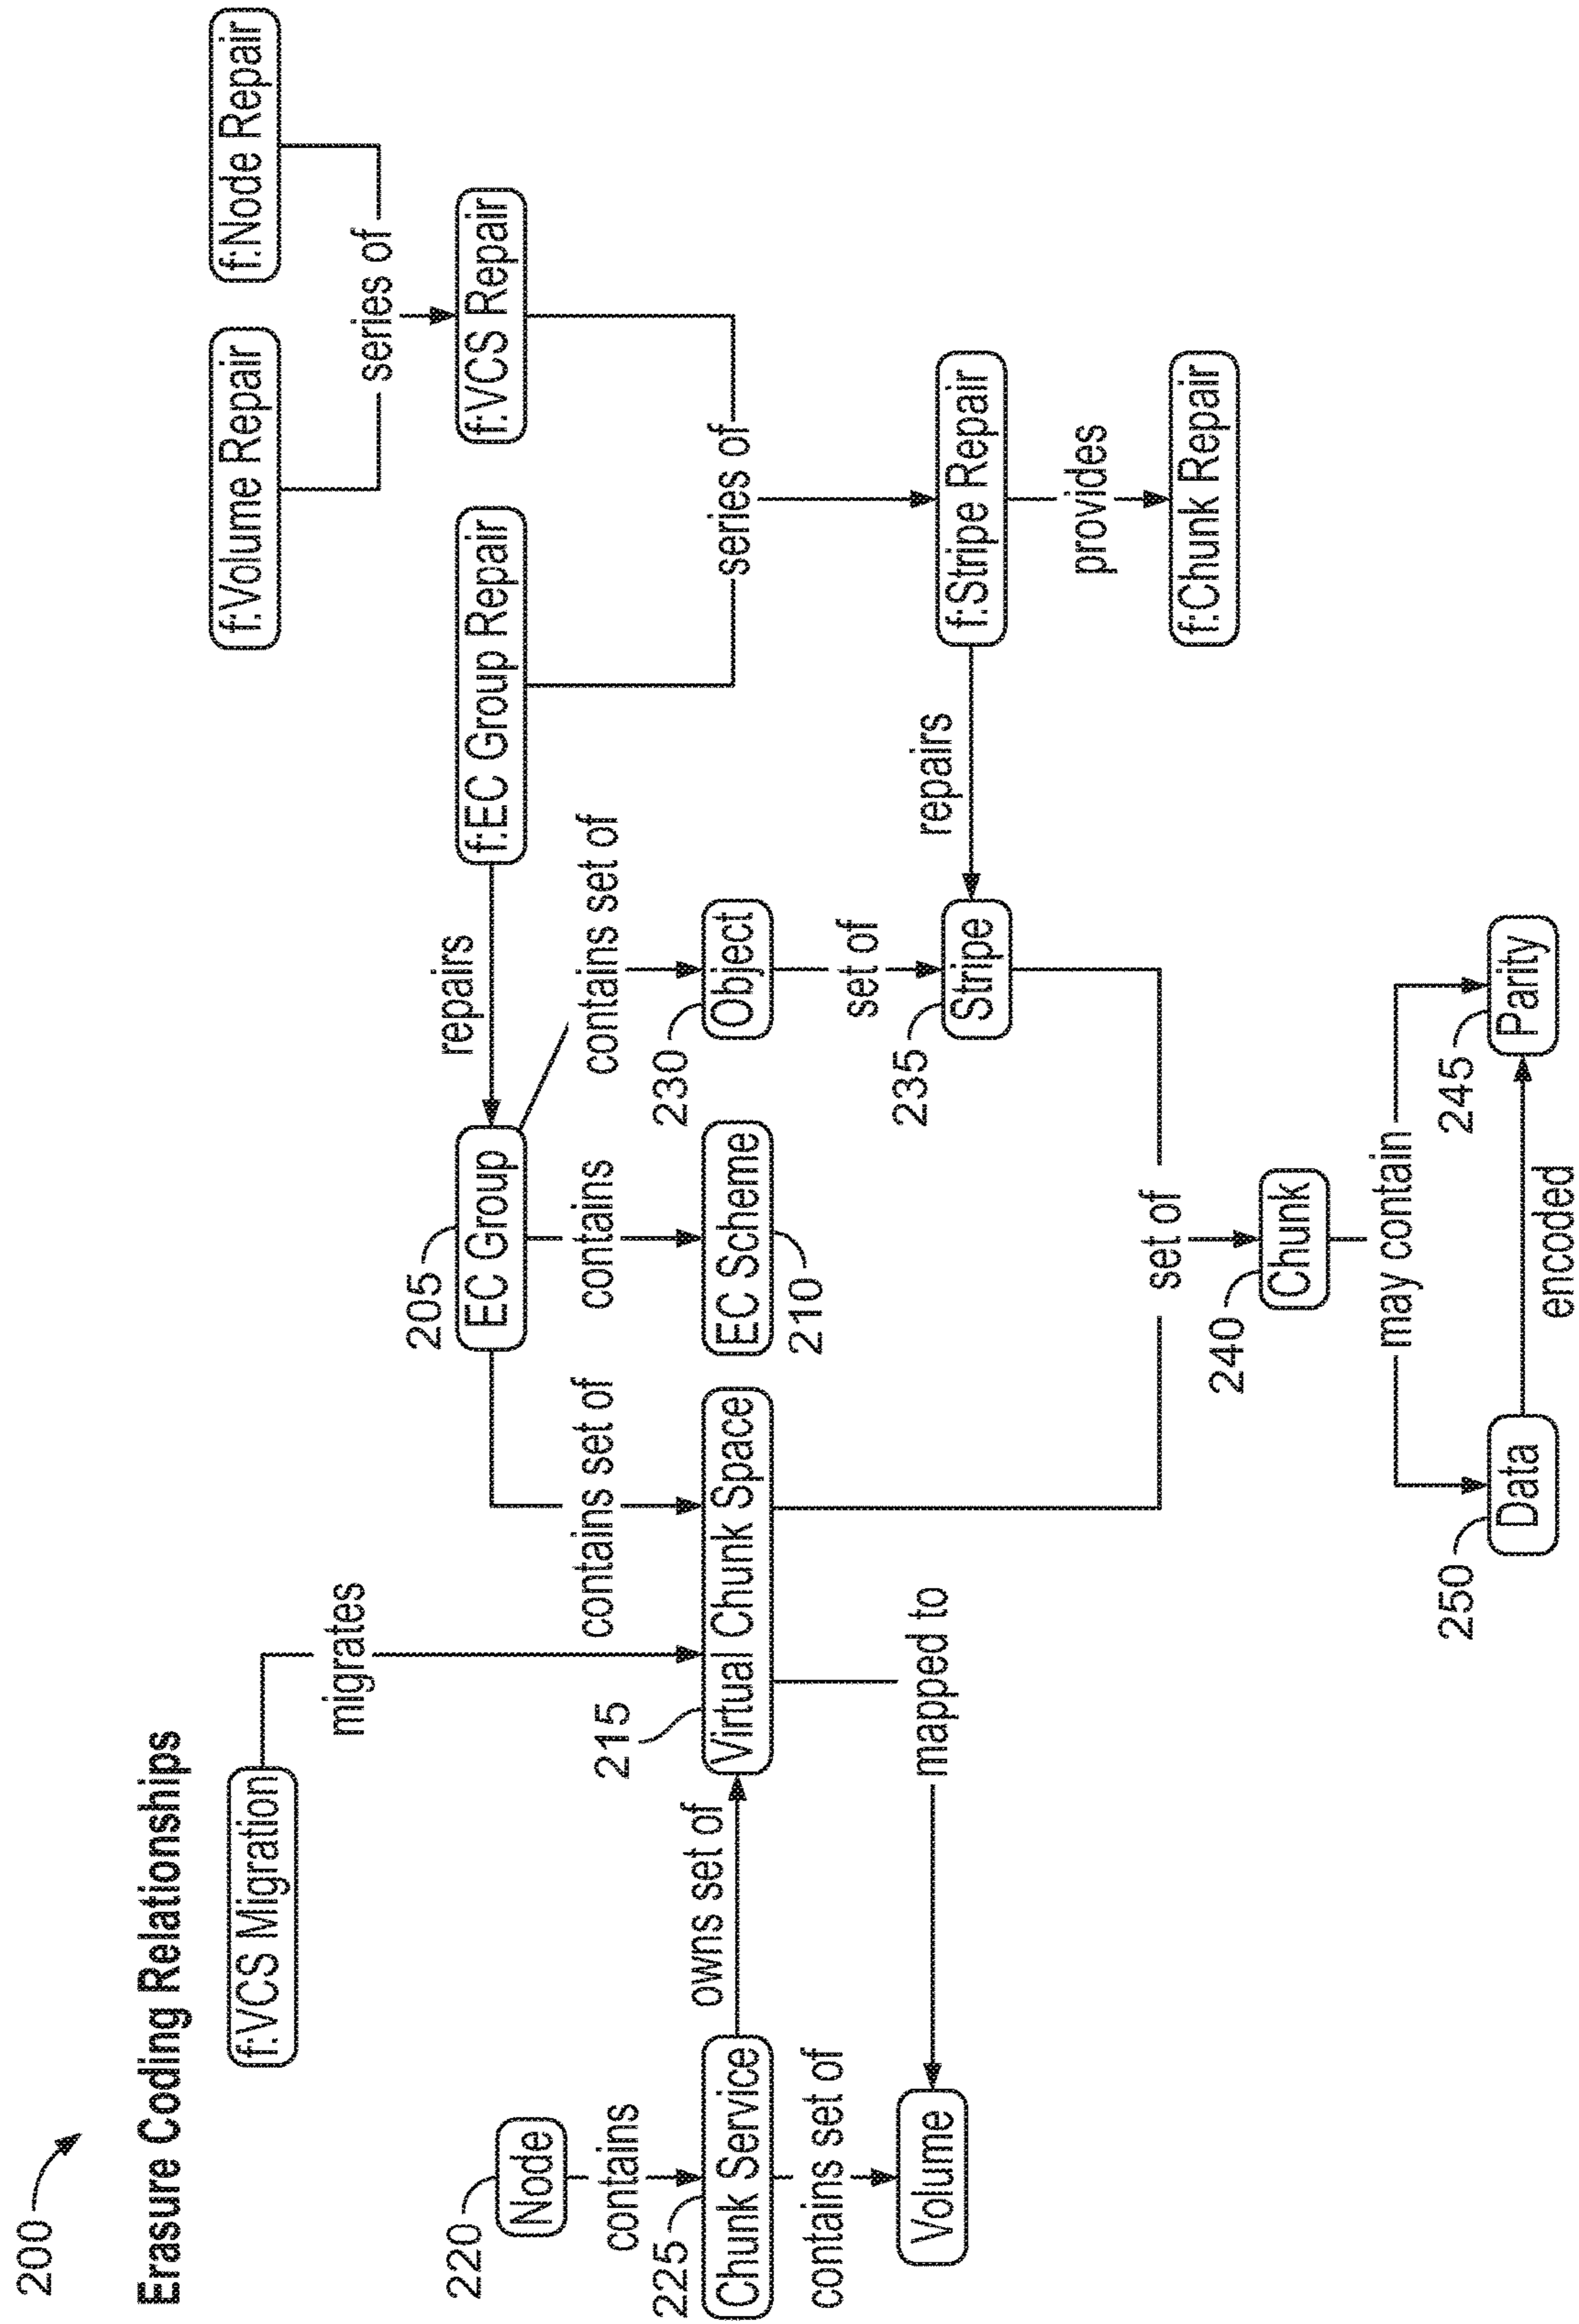 200
Erasure Coding Relationships
f:VCS Migration
f:Volume Repair
f:Node Repair
migrates
series of
220
Node
205
EC Group
repairs
f:EC Group Repair
f:VCS Repair
contains
215
contains set of
contains
contains set of
225
Chunk Service
owns set of
Virtual Chunk Space
EC Scheme
210
230
Object
series of
contains set of
set of
mapped to
Volume
235
Stripe
repairs
f:Stripe Repair
provides
set of
f:Chunk Repair
240
Chunk
may contain
250
Data
245
Parity
encoded